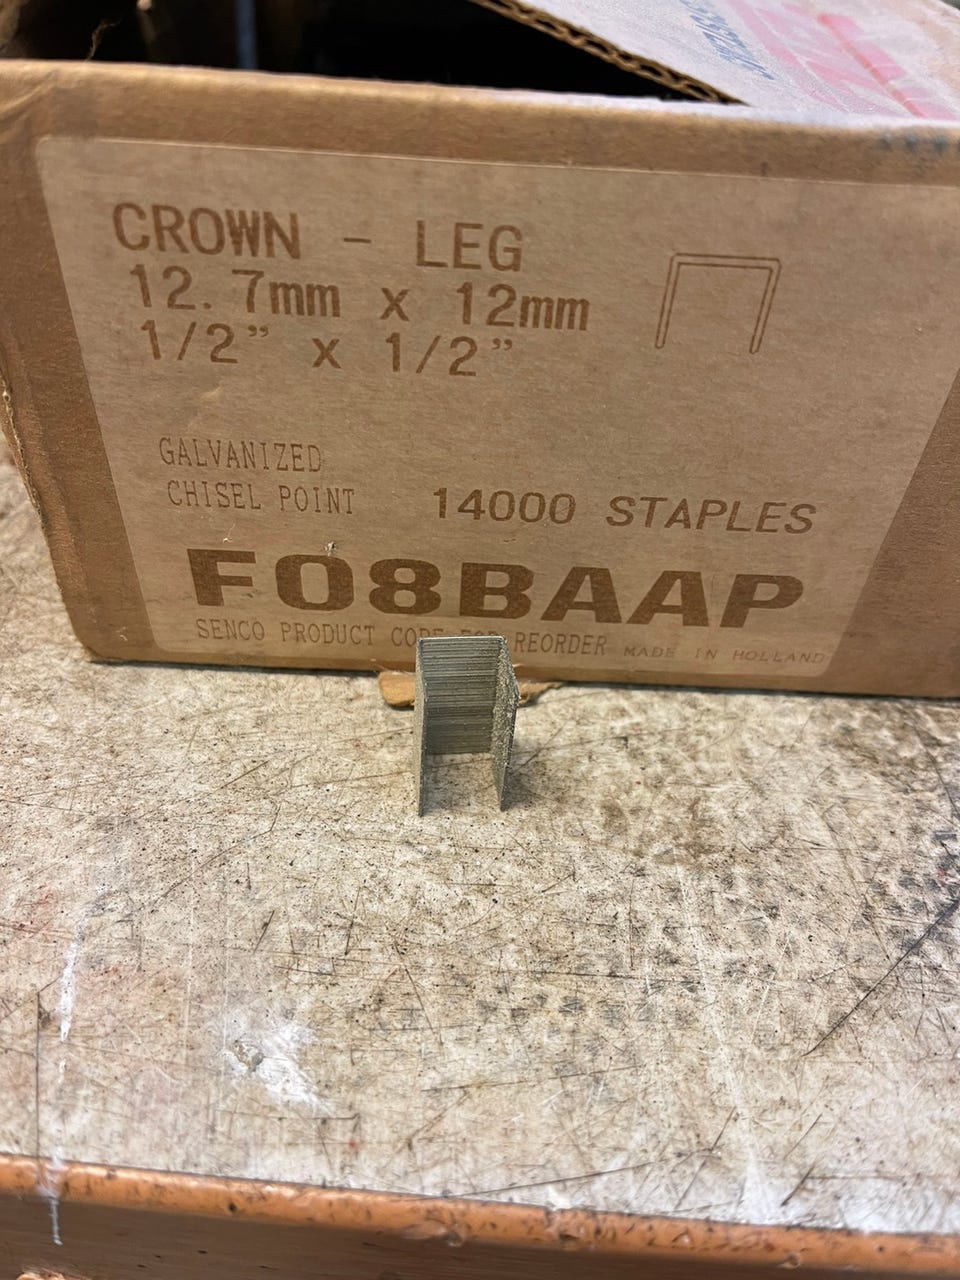 CROWN - LEG
12.7mm x 12mm
1/2" x 1/2"
GALVANIZED
CHISEL POINT
14000 STAPLES
F08BAAP
SENCO PRODUCT CODE FOR REORDER MADE IN HOLLAND